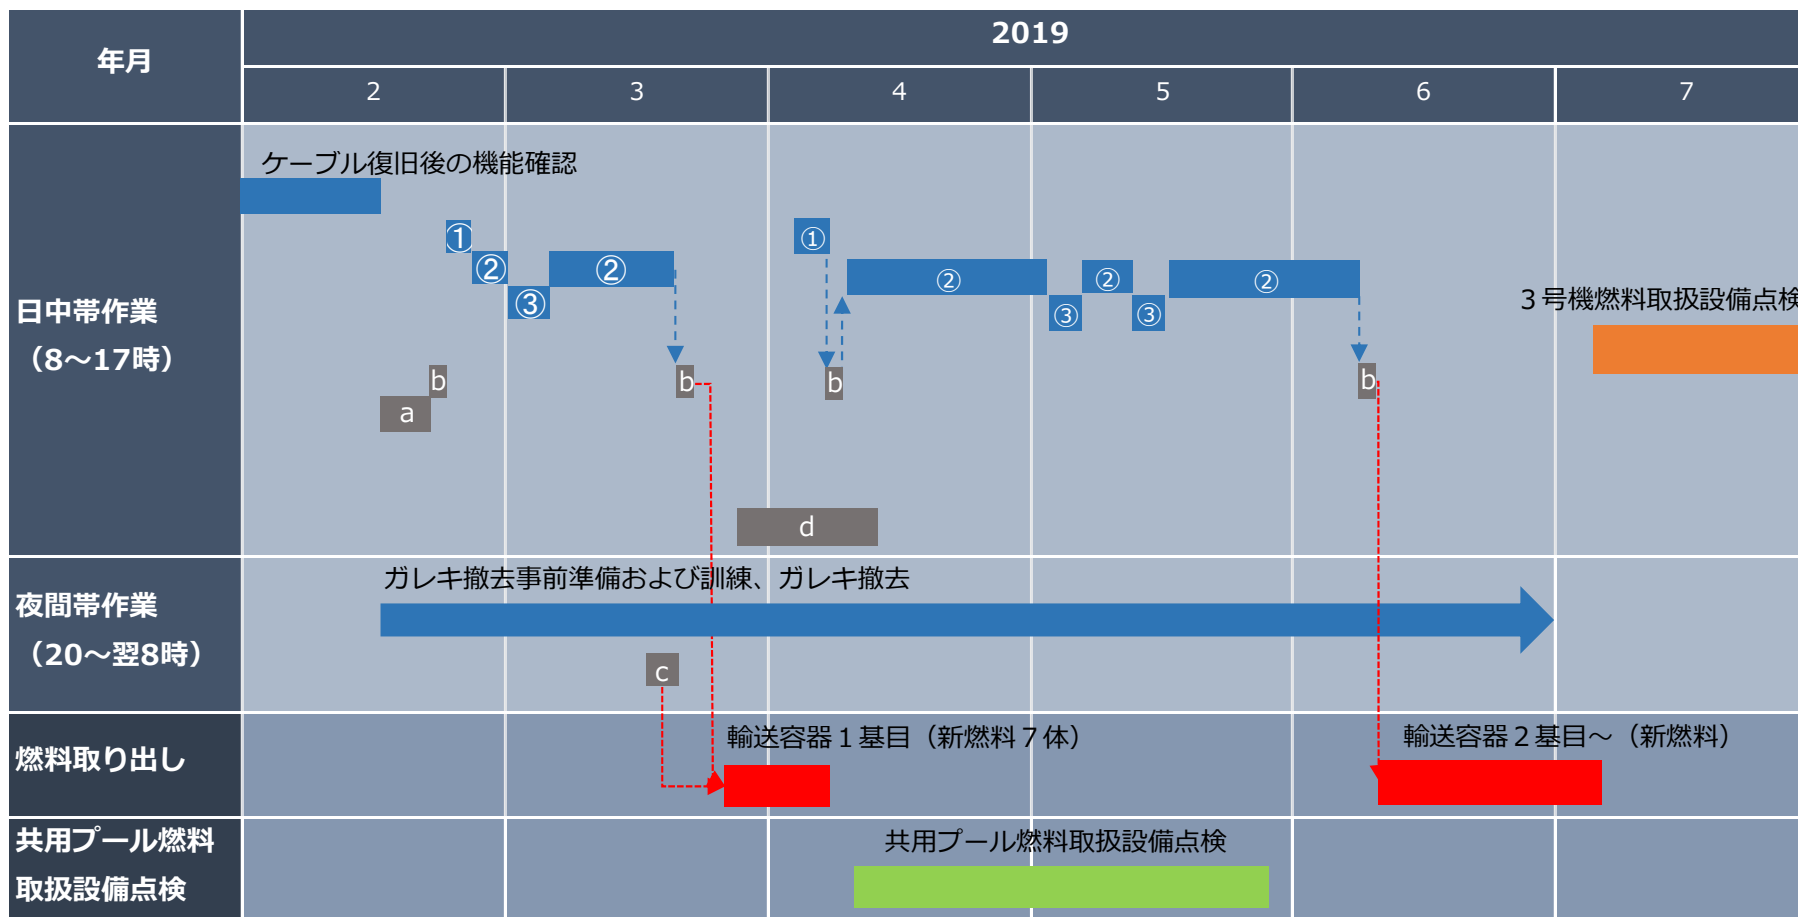 年月
2019
2
3
4
5
6
7
日中帯作業
（8～17時）
ケーブル復旧後の機能確認
①
②
③
②
①
②
③
②
③
②
３号機燃料取扱設備点検
b
a
b
b
b
d
夜間帯作業
（20～翌8時）
ガレキ撤去事前準備および訓練、ガレキ撤去
c
燃料取り出し
輸送容器１基目（新燃料７体）
輸送容器２基目～（新燃料）
共用プール燃料
取扱設備点検
共用プール燃料取扱設備点検